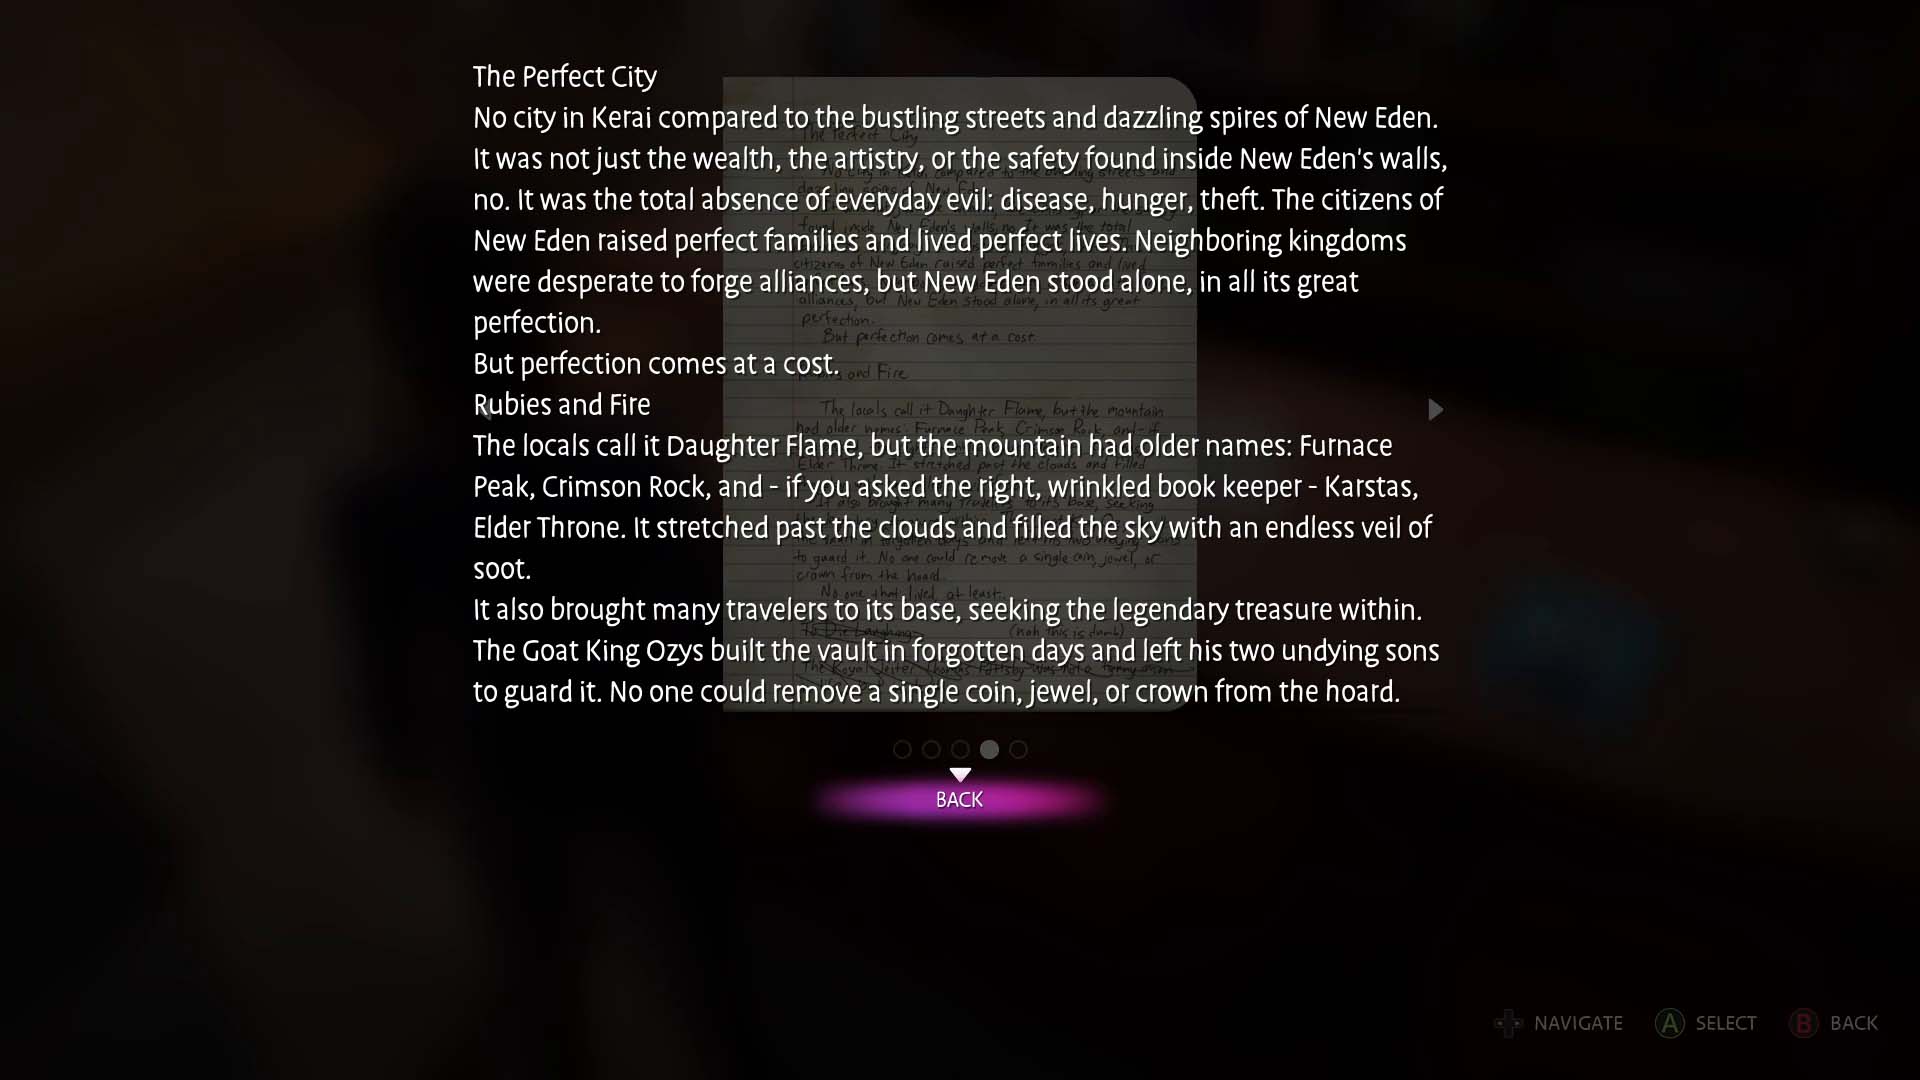 The Perfect City
No city in Kerai compared to the bustling streets and dazzling spires of New Eden.
It was not just the wealth, the artistry, or the safety found inside New Eden's walls,
no. It was the total absence of everyday evil: disease, hunger, theft. The citizens of
New Eden raised perfect families and lived perfect lives. Neighboring kingdoms
were desperate to forge alliances, but New Eden stood alone, in all its great
perfection.
But perfection comes at a cost.
Rubies and Fire
The locals call it Daughter Flame, but the mountain had older names: Furnace
Peak, Crimson Rock, and - if you asked the right, wrinkled book keeper - Karstas,
Elder Throne. It stretched past the clouds and filled the sky with an endless veil of
soot.
It also brought many travelers to its base, seeking the legendary treasure within.
The Goat King Ozys built the vault in forgotten days and left his two undying sons
to guard it. No one could remove a single coin, jewel, or crown from the hoard.
BACK
NAVIGATE A SELECT B BACK